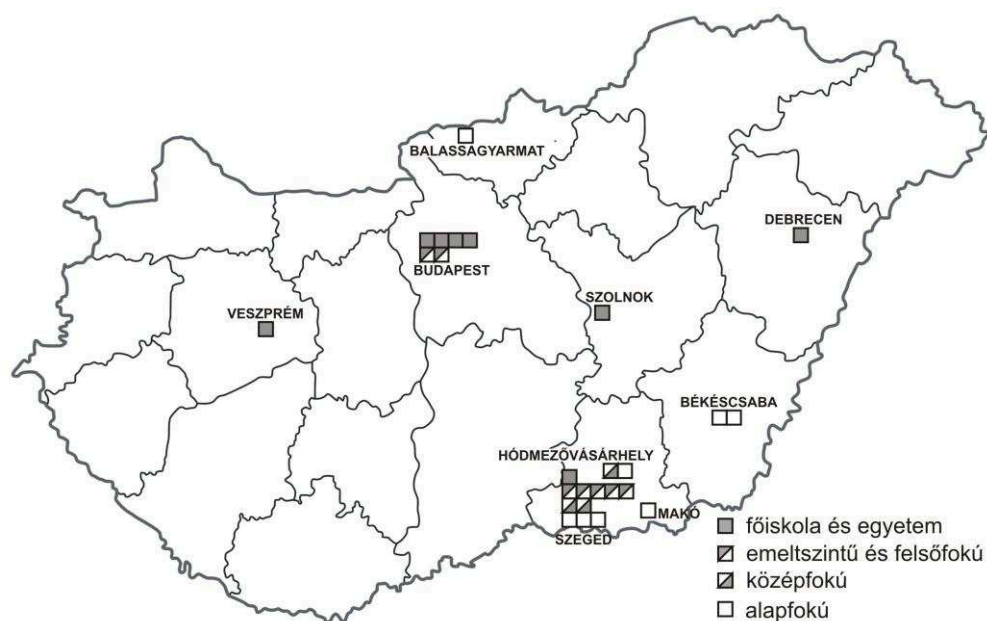 BALASSAGYARMAT
DEBRECEN
BUDAPEST
SZOLNOK
VESZPRÉM
BÉKÉSCSABA
HÓDMEZŐVÁSÁRHELY
MAKÓ
SZEGED
főiskola és egyetem
emeltszintű és felsőfokú
középfokú
alapfokú